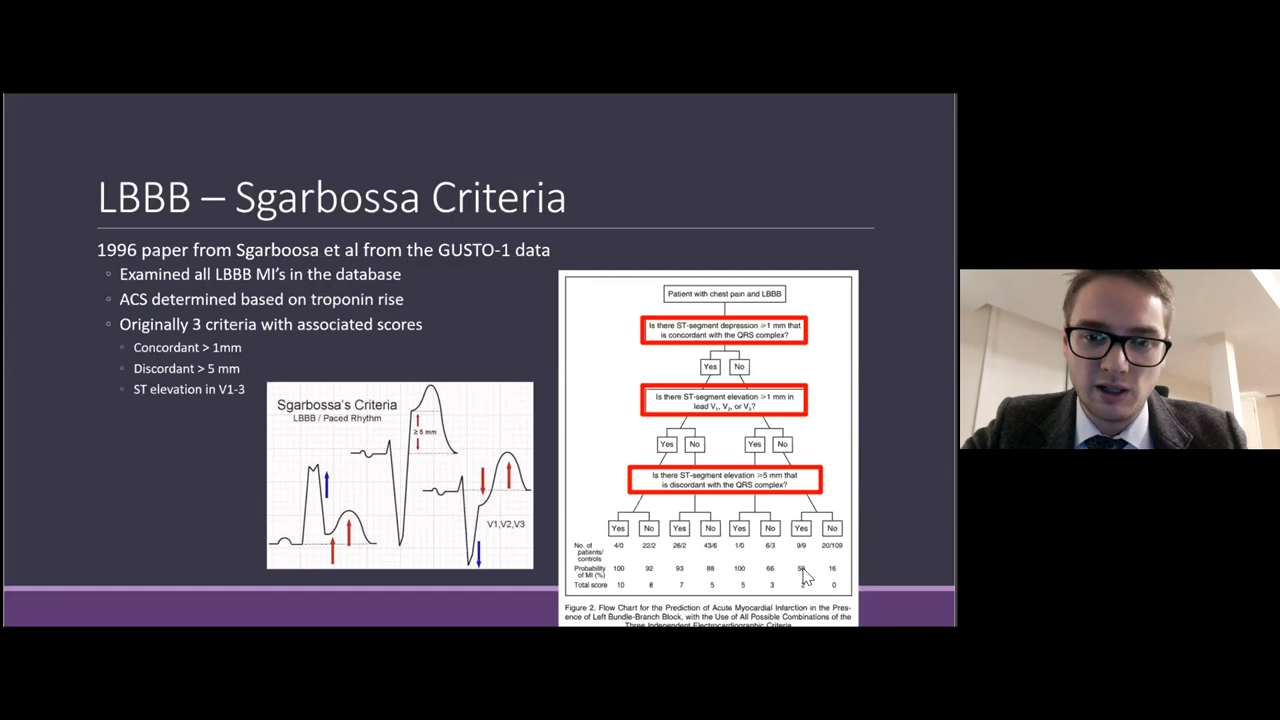 LBBB – Sgarbossa Criteria
1996 paper from Sgarboosa et al from the GUSTO-1 data
Examined all LBBB MI's in the database
ACS determined based on troponin rise
Originally 3 criteria with associated scores
Concordant > 1mm
Discordant > 5 mm
ST elevation in V1-3
Sgarbossa's Criteria
LBBB / Paced Rhythm
≥ 5 mm
V1,V2,V3
Patient with chest pain and LBBB
Is there ST-segment depression ≥1 mm that
is concordant with the QRS complex?
Yes No
Is there ST-segment elevation ≥1 mm in
lead V1, V2, or V3?
Yes No Yes No
Is there ST-segment elevation ≥5 mm that
is discordant with the QRS complex?
Yes No Yes No Yes No Yes No
No. of
patients/
controls
4/0 22/2 26/2 43/6 1/0 6/3 9/9 20/109
Probability
of MI (%)
100 92 93 88 100 66 16
Total score 10 8 7 5 5 3 0
Figure 2. Flow Chart for the Prediction of Acute Myocardial Infarction in the Pres-
ence of Left Bundle-Branch Block, with the Use of All Possible Combinations of the
Three Independent Electrocardiographic Criteria.